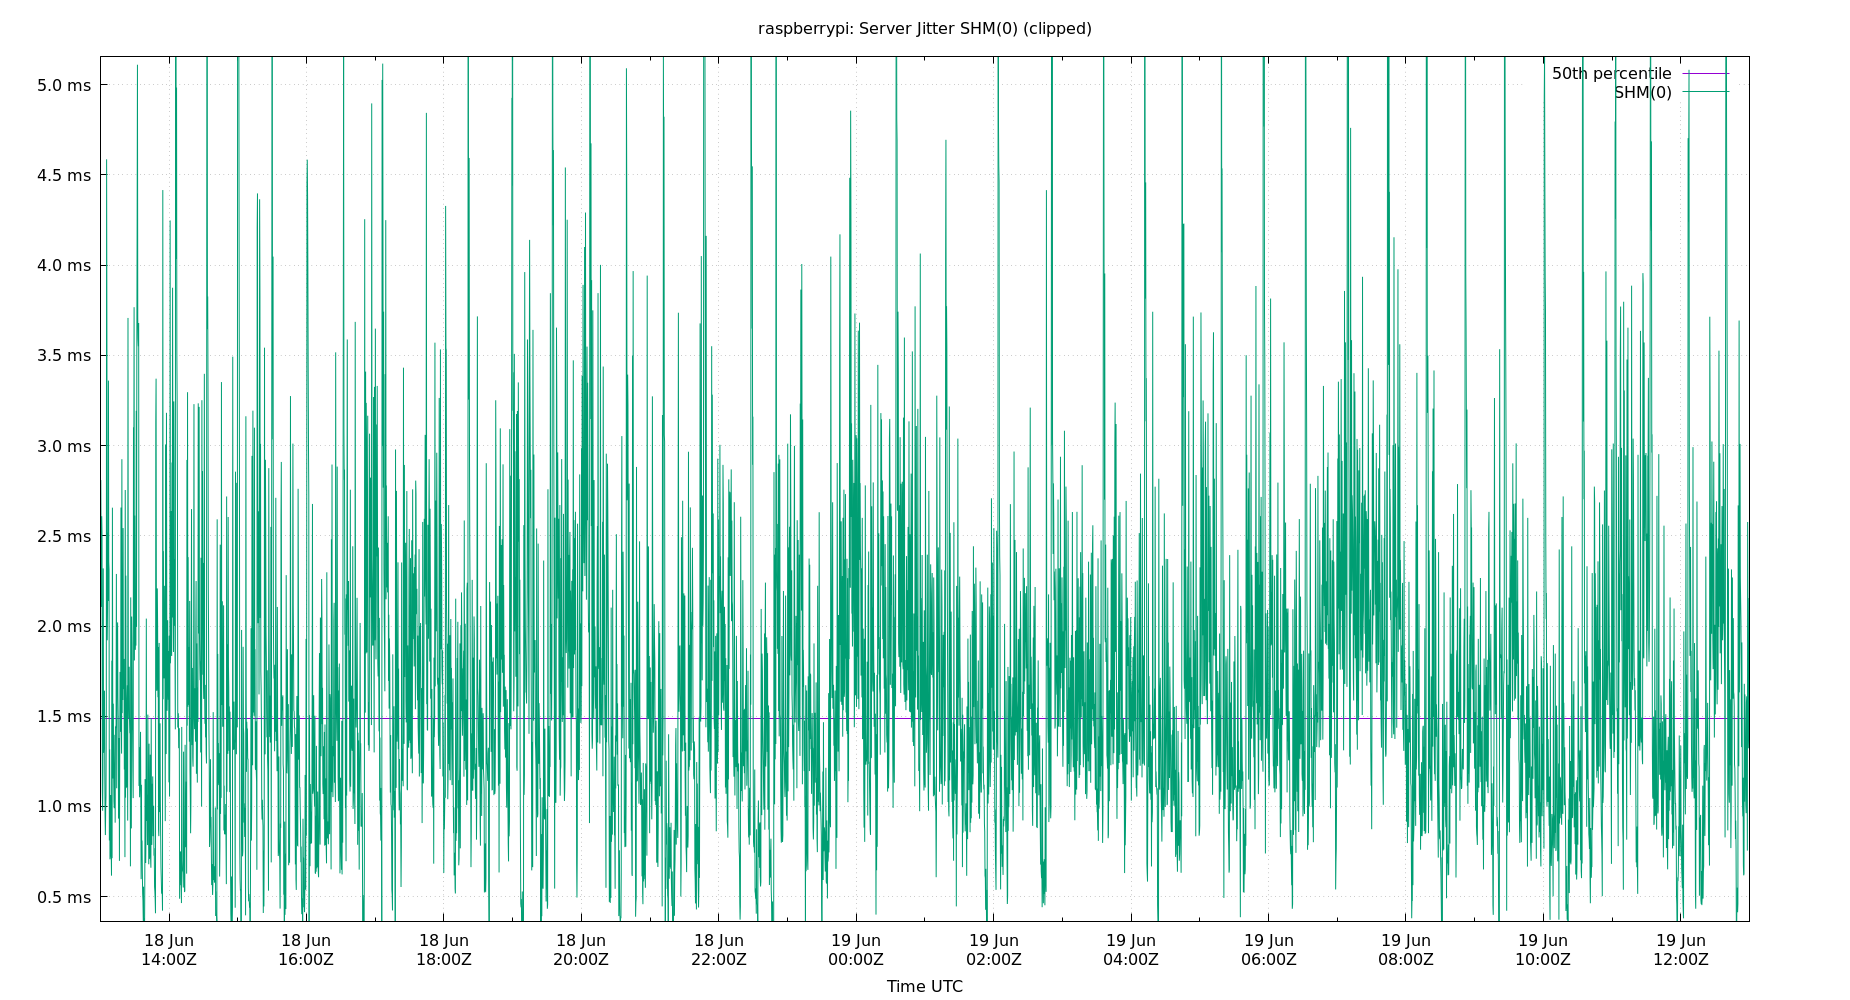 raspberrypi: Server Jitter SHM(0) (clipped)
50th percentile
SHM(0)
5.0 ms
4.5 ms
4.0 ms
3.5 ms
3.0 ms
2.5 ms
2.0 ms
1.5 ms
1.0 ms
0.5 ms
18 Jun 18 Jun 18 Jun 18 Jun 18 Jun 19 Jun 19 Jun 19 Jun 19 Jun 19 Jun 19 Jun 19 Jun
14:00Z 16:00Z 18:00Z 20:00Z 22:00Z 00:00Z 02:00Z 04:00Z 06:00Z 08:00Z 10:00Z 12:00Z
Time UTC